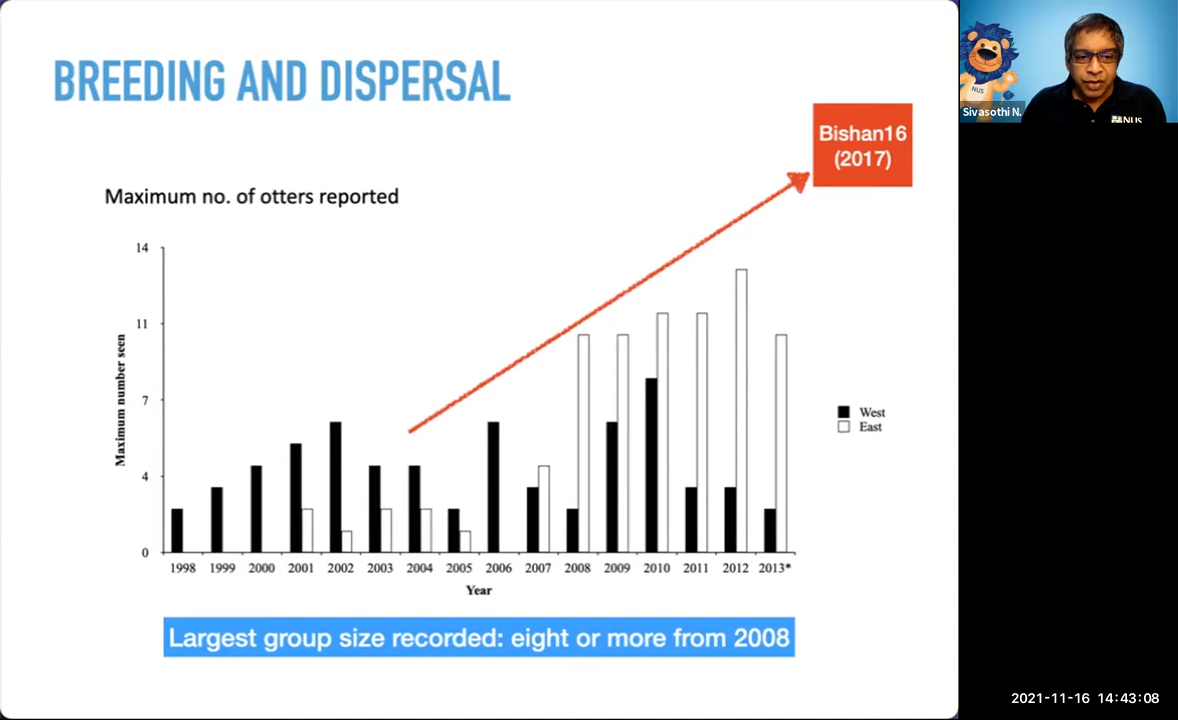 BREEDING AND DISPERSAL
Bishan16
(2017)
Maximum no. of otters reported
14
11
7
4
0
Maximum number seen
1998 1999 2000 2001 2002 2003 2004 2005 2006 2007 2008 2009 2010 2011 2012 2013*
Year
West
East
Largest group size recorded: eight or more from 2008
NUS
Sivasothi N.
NUS
2021-11-16 14:43:08